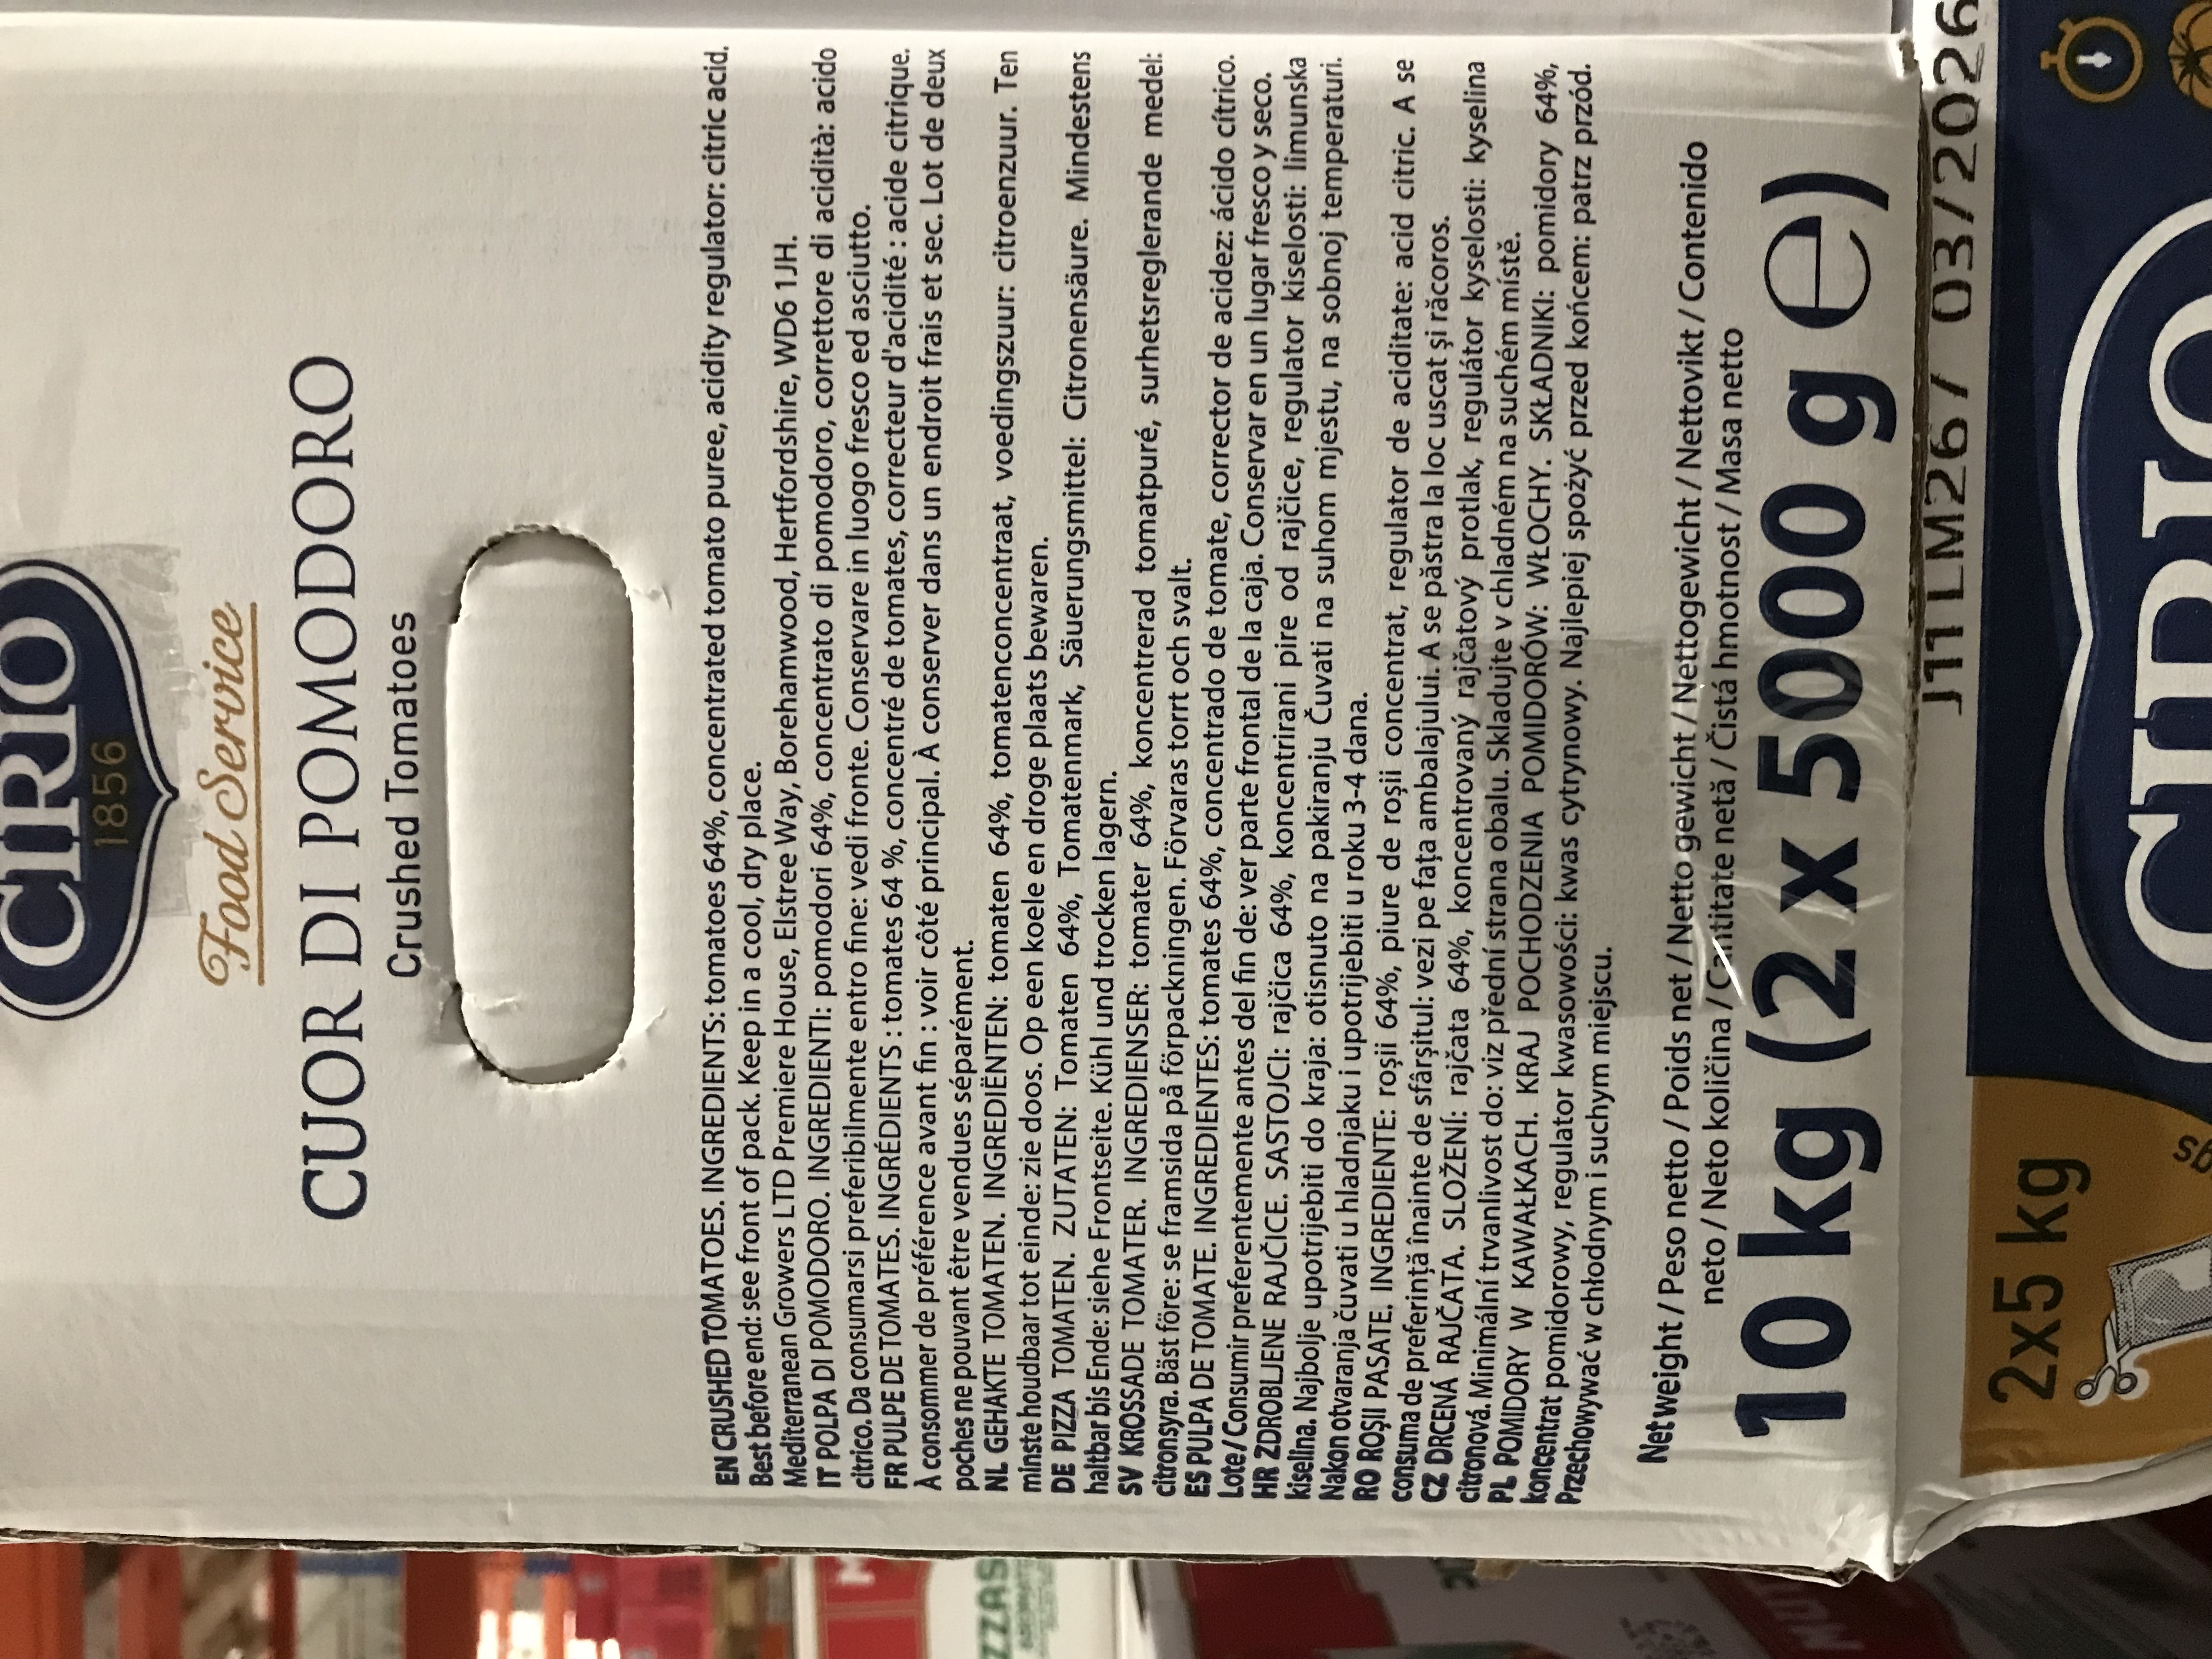 CIRIO
1856
Food Service
CUOR DI POMODORO
Crushed Tomatoes
EN CRUSHED TOMATOES. INGREDIENTS: tomatoes 64%, concentrated tomato puree, acidity regulator: citric acid.
Best before end: see front of pack. Keep in a cool, dry place.
Mediterranean Growers LTD Premiere House, Elstree Way, Borehamwood, Hertfordshire, WD6 1JH.
IT POLPA DI POMODORO. INGREDIENTI: pomodori 64%, concentrato di pomodoro, correttore di acidità: acido
citrico. Da consumarsi preferibilmente entro fine: vedi fronte. Conservare in luogo fresco ed asciutto.
FR PULPE DE TOMATES. INGRÉDIENTS : tomates 64 %, concentré de tomates, correcteur d'acidité : acide citrique.
À consommer de préférence avant fin : voir côté principal. À conserver dans un endroit frais et sec. Lot de deux
poches ne pouvant être vendues séparément.
NL GEHAKTE TOMATEN. INGREDIËNTEN: tomaten 64%, tomatenconcentraat, voedingszuur: citroenzuur. Ten
minste houdbaar tot einde: zie doos. Op een koele en droge plaats bewaren.
DE PIZZA TOMATEN. ZUTATEN: Tomaten 64%, Tomatenmark, Säuerungsmittel: Citronensäure. Mindestens
haltbar bis Ende: siehe Frontseite. Kühl und trocken lagern.
SV KROSSADE TOMATER. INGREDIENSER: tomater 64%, koncentrerad tomatpuré, surhetsreglerande medel:
citronsyra. Bäst före: se framsida på förpackningen. Förvaras torrt och svalt.
ES PULPA DE TOMATE. INGREDIENTES: tomates 64%, concentrado de tomate, corrector de acidez: ácido cítrico.
Lote/Consumir preferentemente antes del fin de: ver parte frontal de la caja. Conservar en un lugar fresco y seco.
HR ZDROBLJENE RAJČICE. SASTOJCI: rajčica 64%, koncentrirani pire od rajčice, regulator kiselosti: limunska
kiselina. Najbolje upotrijebiti do kraja: otisnuto na pakiranju Čuvati na suhom mjestu, na sobnoj temperaturi.
Nakon otvaranja čuvati u hladnjaku i upotrijebiti u roku 3-4 dana.
RO ROȘII PASATE. INGREDIENTE: roșii 64%, piure de roșii concentrat, regulator de aciditate: acid citric. A se
consuma de preferință înainte de sfârșitul: vezi pe fața ambalajului. A se păstra la loc uscat și răcoros.
CZ DRCENÁ RAJČATA. SLOŽENÍ: rajčata 64%, koncentrovaný rajčatový protlak, regulátor kyselosti: kyselina
citronová. Minimální trvanlivost do: viz přední strana obalu. Skladujte v chladném na suchém místě.
PL POMIDORY W KAWAŁKACH. KRAJ POCHODZENIA POMIDORÓW: WŁOCHY. SKŁADNIKI: pomidory 64%,
koncentrat pomidorowy, regulator kwasowości: kwas cytrynowy. Najlepiej spożyć przed końcem: patrz przód.
Przechowywać w chłodnym i suchym miejscu.
Net weight / Peso netto / Poids net / Netto gewicht / Nettogewicht / Nettovikt / Contenido
neto / Neto količina / Cantitate netă / Čistá hmotnost / Masa netto
10 kg (2 x 5000 g ℮)
J11LM26 / 03/2026
2x5 kg
CIRIO